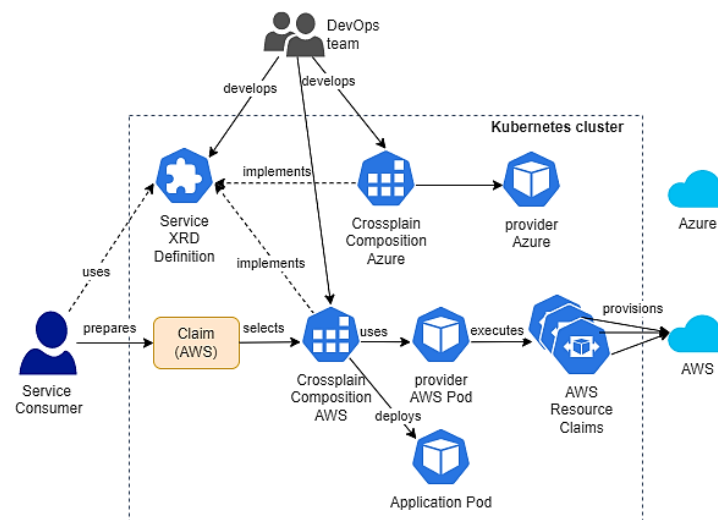 DevOps
team
develops
develops
Kubernetes cluster
implements
Service
XRD
Definition
Crossplain
Composition
Azure
provider
Azure
Azure
uses
implements
provisions
prepares
Claim
(AWS)
selects
uses
executes
Service
Consumer
Crossplain
Composition
AWS
provider
AWS Pod
AWS
Resource
Claims
AWS
deploys
Application Pod